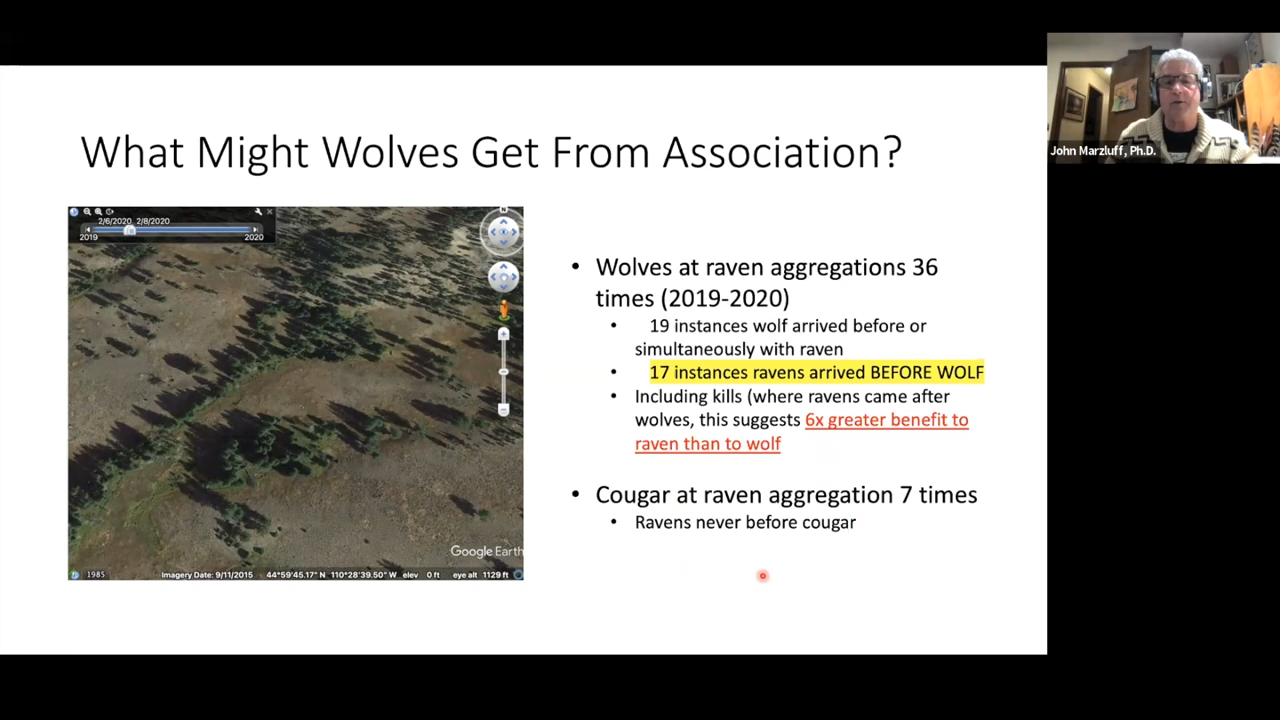 What Might Wolves Get From Association?
2/6/2020 2/8/2020
2019 2020
N
• Wolves at raven aggregations 36
times (2019-2020)
• 19 instances wolf arrived before or
simultaneously with raven
• 17 instances ravens arrived BEFORE WOLF
• Including kills (where ravens came after
wolves, this suggests 6x greater benefit to
raven than to wolf
• Cougar at raven aggregation 7 times
• Ravens never before cougar
Google Earth
1985 Imagery Date: 9/11/2015 44°59'45.17" N 110°28'39.50" W elev 0 ft eye alt 1129 ft
John Marzluff, Ph.D.